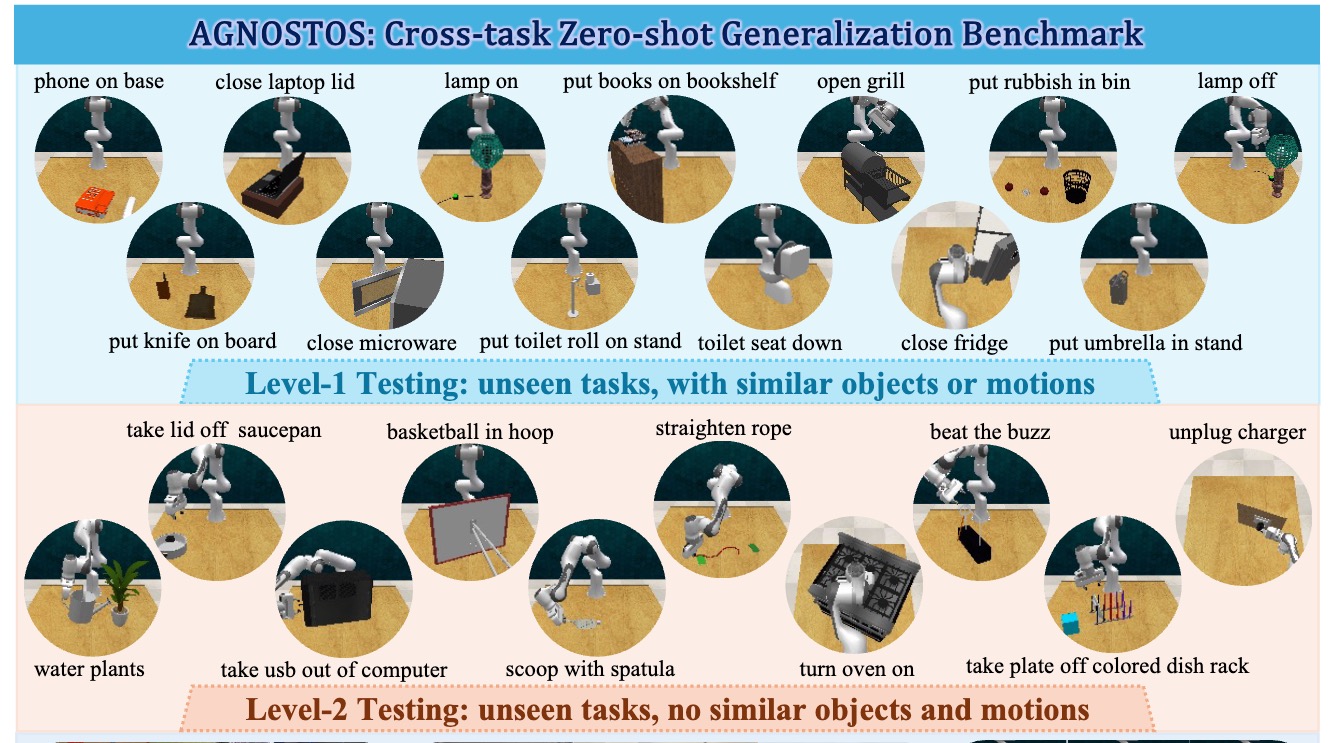 AGNOSTOS: Cross-task Zero-shot Generalization Benchmark
phone on base
close laptop lid
lamp on
put books on bookshelf
open grill
put rubbish in bin
lamp off
put knife on board
close microware
put toilet roll on stand
toilet seat down
close fridge
put umbrella in stand
Level-1 Testing: unseen tasks, with similar objects or motions
take lid off saucepan
basketball in hoop
straighten rope
beat the buzz
unplug charger
water plants
take usb out of computer
scoop with spatula
turn oven on
take plate off colored dish rack
Level-2 Testing: unseen tasks, no similar objects and motions